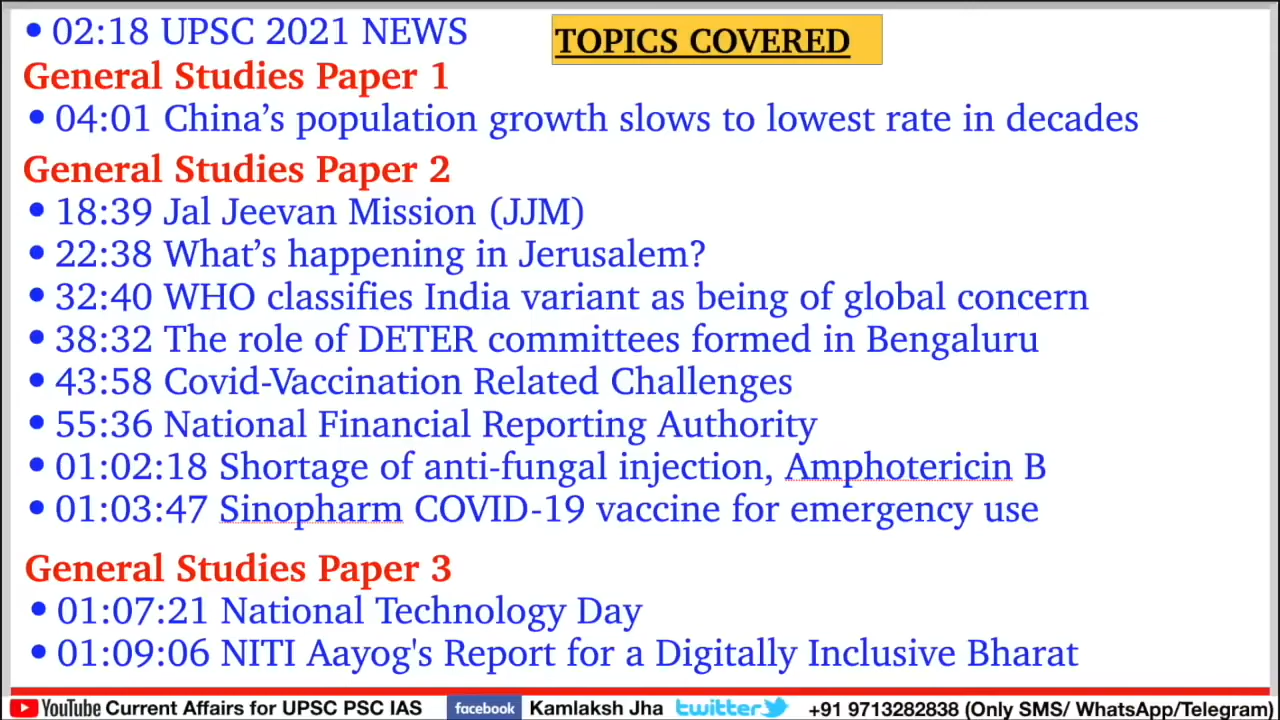 • 02:18 UPSC 2021 NEWS
TOPICS COVERED
General Studies Paper 1
• 04:01 China’s population growth slows to lowest rate in decades
General Studies Paper 2
• 18:39 Jal Jeevan Mission (JJM)
• 22:38 What’s happening in Jerusalem?
• 32:40 WHO classifies India variant as being of global concern
• 38:32 The role of DETER committees formed in Bengaluru
• 43:58 Covid-Vaccination Related Challenges
• 55:36 National Financial Reporting Authority
• 01:02:18 Shortage of anti-fungal injection, Amphotericin B
• 01:03:47 Sinopharm COVID-19 vaccine for emergency use
General Studies Paper 3
• 01:07:21 National Technology Day
• 01:09:06 NITI Aayog's Report for a Digitally Inclusive Bharat
YouTube Current Affairs for UPSC PSC IAS facebook Kamlaksh Jha twitter +91 9713282838 (Only SMS/ WhatsApp/Telegram)